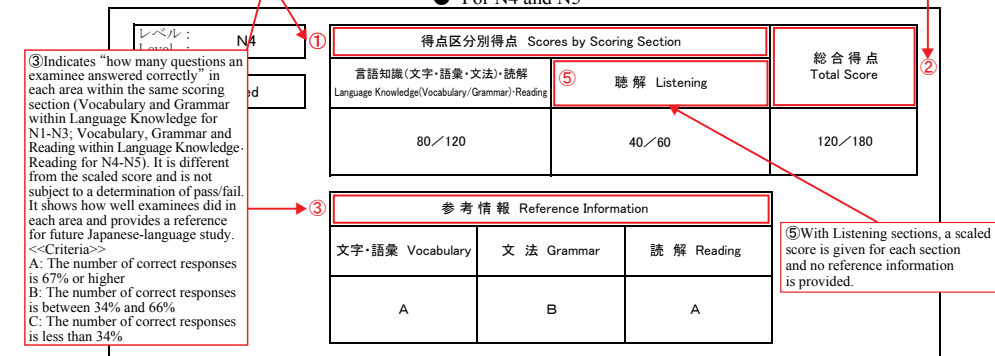 ● For N4 and N5
レベル：
N4
① 得点区分別得点 Scores by Scoring Section
総合得点
Total Score
②
言語知識(文字・語彙・文法)・読解
Language Knowledge(Vocabulary/Grammar)・Reading
⑤ 聴 解 Listening
80／120
40／60
120／180
③Indicates “how many questions an
examinee answered correctly” in
each area within the same scoring
section (Vocabulary and Grammar
within Language Knowledge for
N1-N3; Vocabulary, Grammar and
Reading within Language Knowledge·
Reading for N4-N5). It is different
from the scaled score and is not
subject to a determination of pass/fail.
It shows how well examinees did in
each area and provides a reference
for future Japanese-language study.
<<Criteria>>
A: The number of correct responses
is 67% or higher
B: The number of correct responses
is between 34% and 66%
C: The number of correct responses
is less than 34%
ed
③ 参 考 情 報 Reference Information
文字・語彙 Vocabulary
文 法 Grammar
読 解 Reading
A
B
A
⑤With Listening sections, a scaled
score is given for each section
and no reference information
is provided.